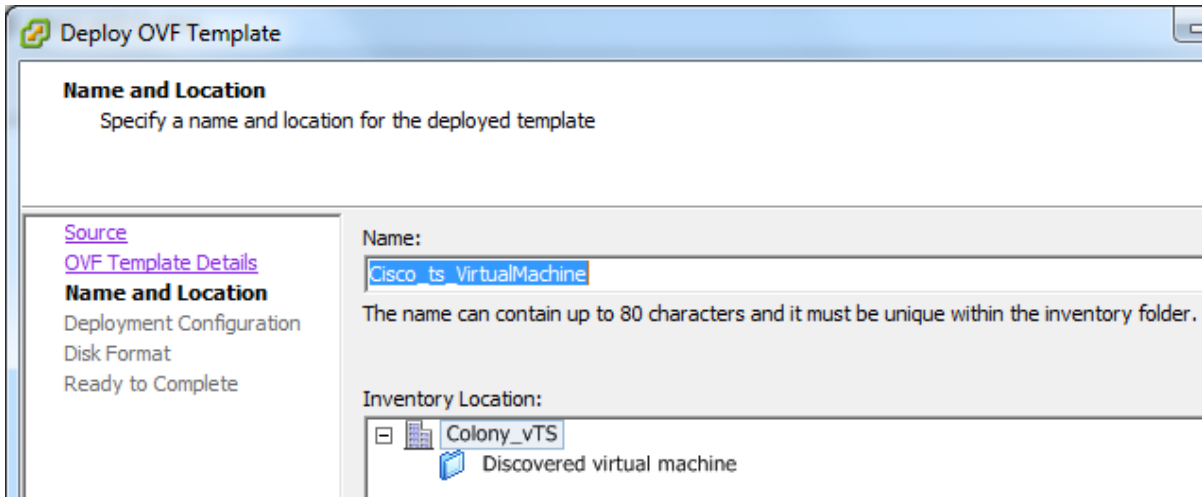 Deploy OVF Template
Name and Location
Specify a name and location for the deployed template
Source
OVF Template Details
Name and Location
Deployment Configuration
Disk Format
Ready to Complete
Name:
Cisco_ts_VirtualMachine
The name can contain up to 80 characters and it must be unique within the inventory folder.
Inventory Location:
Colony_vTS
Discovered virtual machine